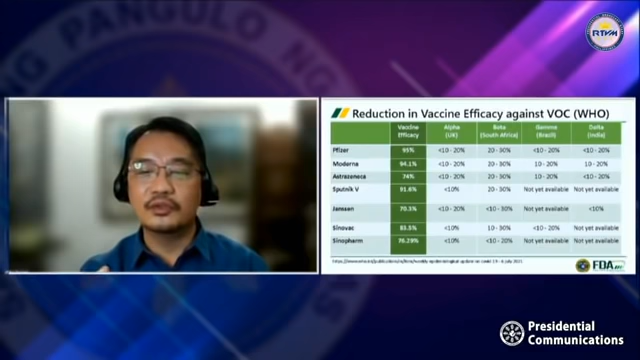 PANGULO NG
RTVM
Reduction in Vaccine Efficacy against VOC (WHO)
Vaccine Efficacy Alpha (UK) Beta (South Africa) Gamma (Brazil) Delta (India)
Pfizer 95% <10 - 20% 20 - 30% <10 - 20% <10 - 20%
Moderna 94.1% <10 - 20% 20 - 30% 10 - 20% 10 - 20%
Astrazeneca 74% <10 - 20% 20 - 30% 10 - 20% <10 - 20%
Sputnik V 91.6% <10% 20 - 30% Not yet available Not yet available
Janssen 70.3% <10 - 20% <10 - 30% Not yet available <10%
Sinovac 83.5% <10% 10 - 30% <10 - 20% Not yet available
Sinopharm 78.29% <10% <10 - 20% Not yet available Not yet available
FDA
Presidential
Communications